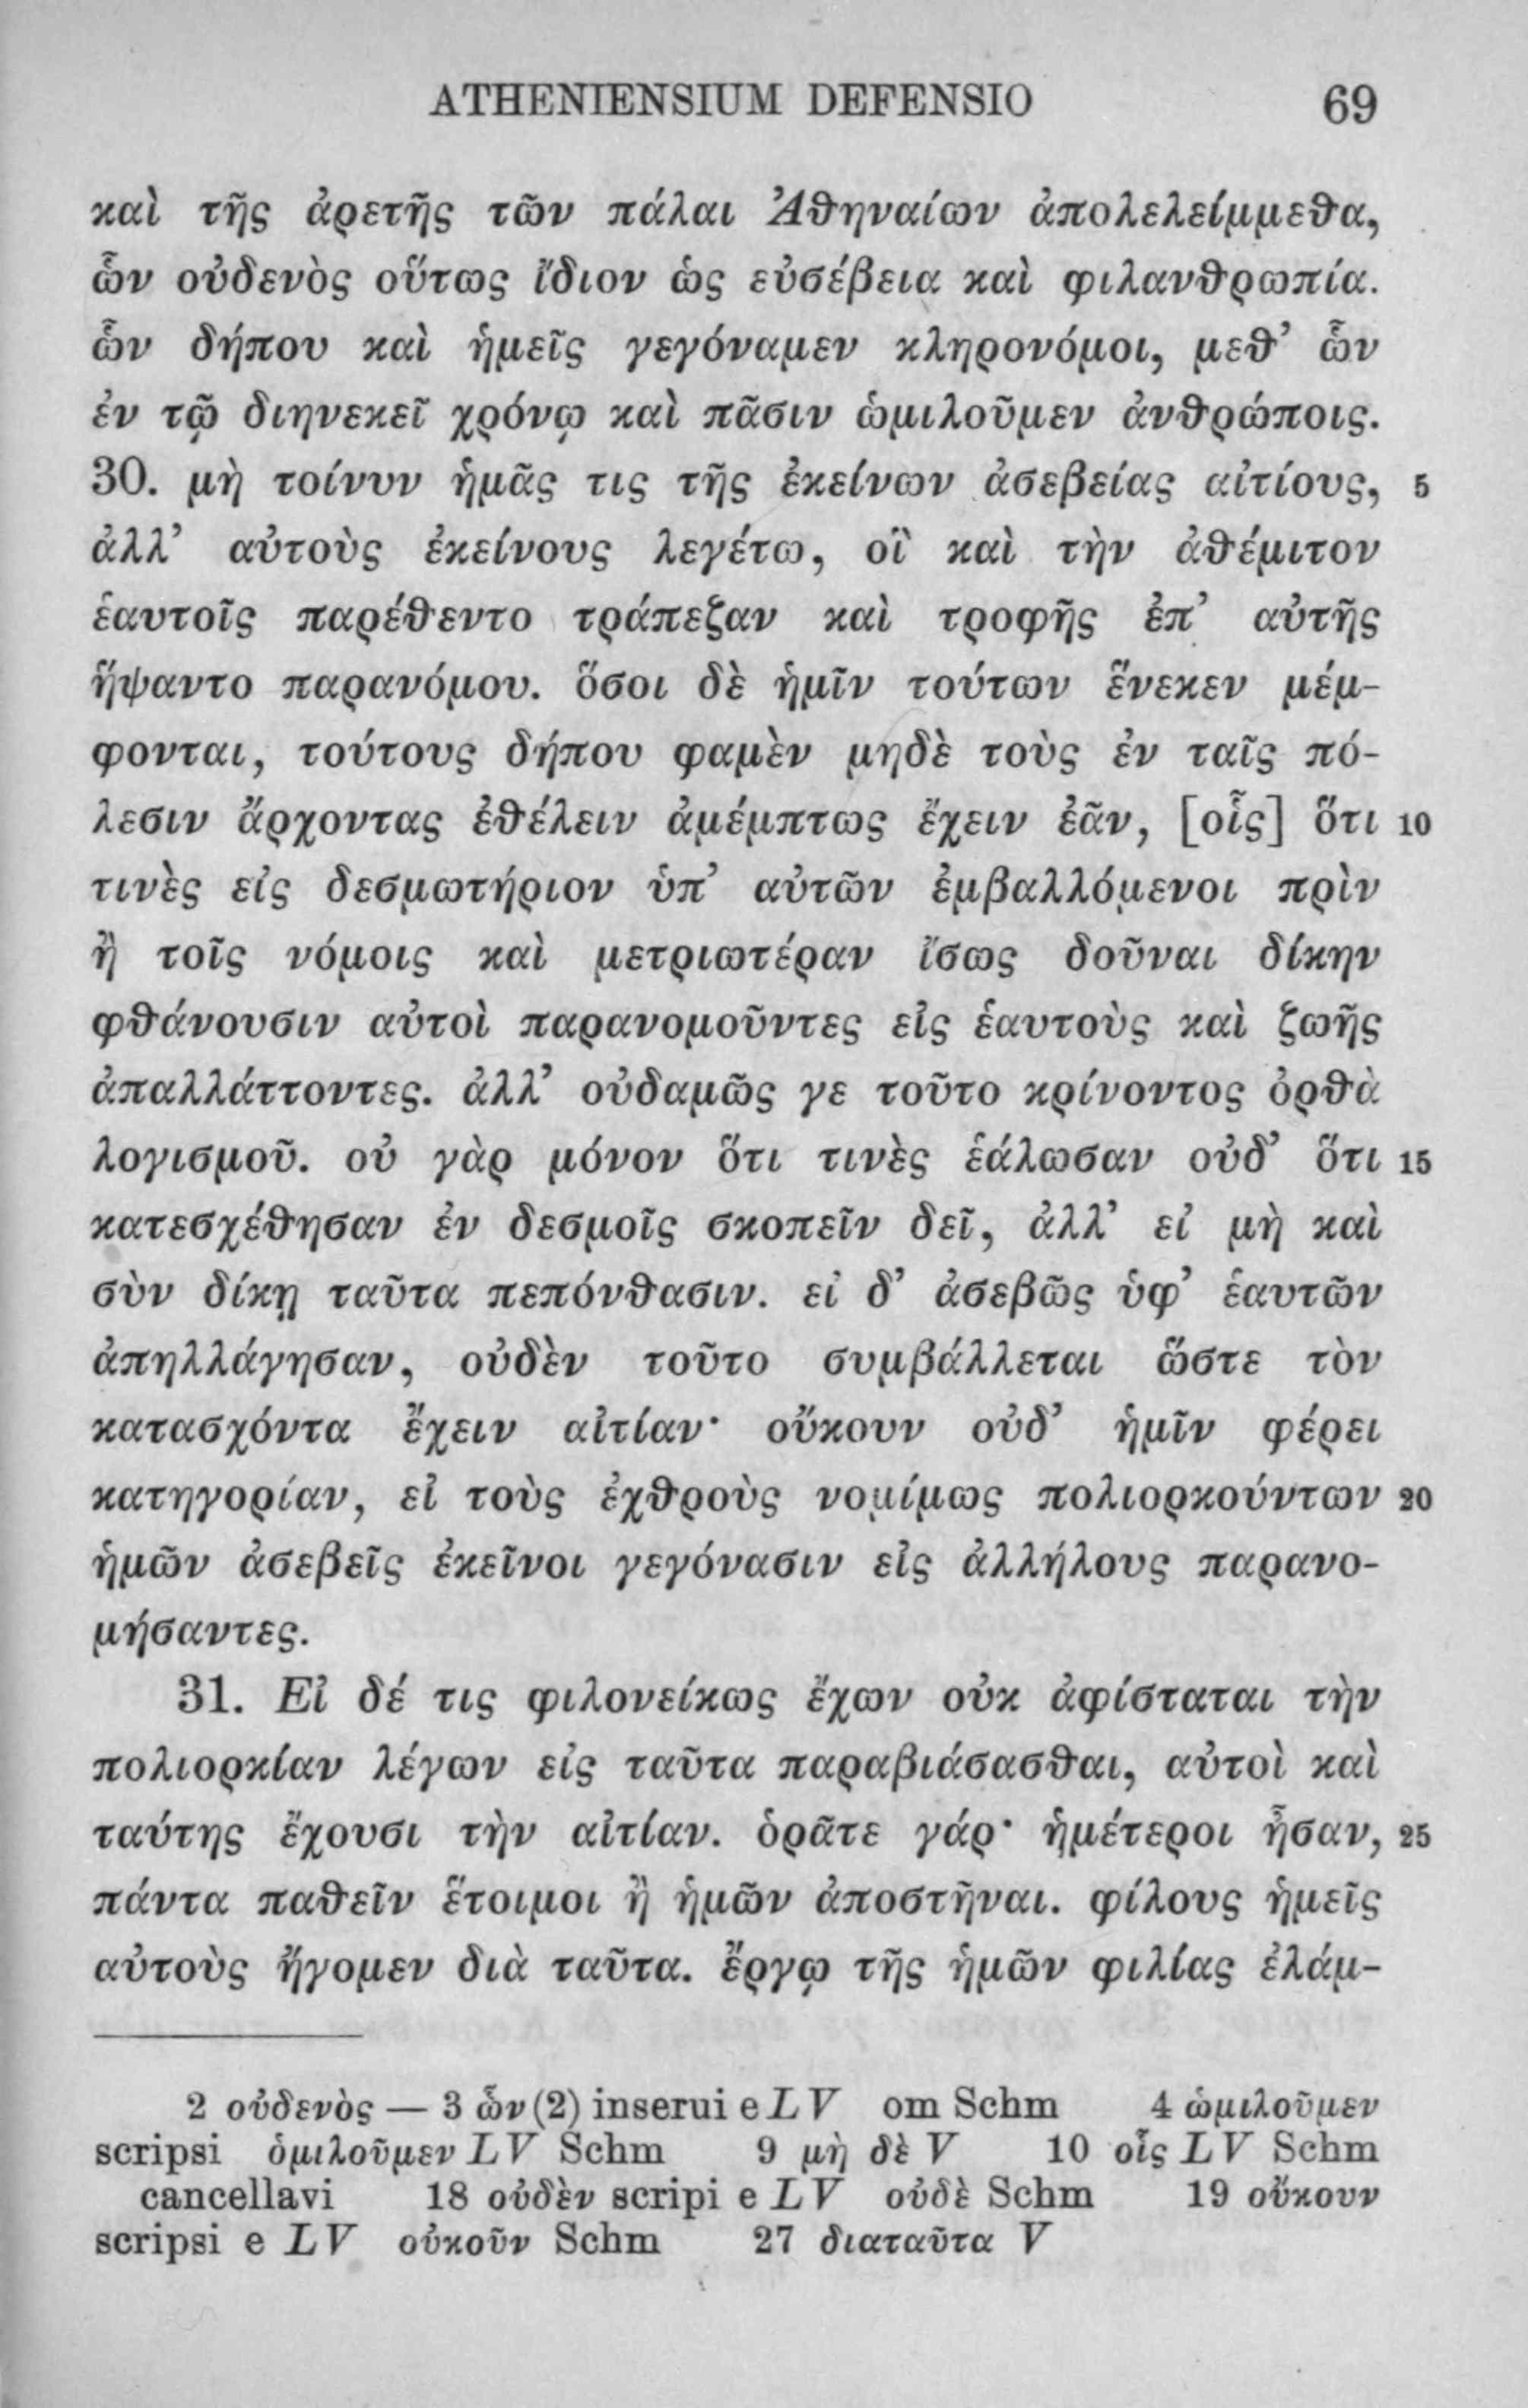 ATHENIENSIUM DEFENSIO 69
καὶ τῆς ἀρετῆς τῶν πάλαι Ἀθηναίων ἀπολελείμμεθα,
ὧν οὐδενὸς οὕτως ἴδιον ὡς εὐσέβεια καὶ φιλανθρωπία.
ὧν δήπου καὶ ἡμεῖς γεγόναμεν κληρονόμοι, μεθ’ ὧν
ἐν τῷ διηνεκεῖ χρόνῳ καὶ πᾶσιν ὡμιλοῦμεν ἀνθρώποις.
30. μὴ τοίνυν ἡμᾶς τις τῆς ἐκείνων ἀσεβείας αἰτίους, 5
ἀλλ’ αὐτοὺς ἐκείνους λεγέτω, οἳ καὶ τὴν ἀθέμιτον
ἑαυτοῖς παρέθεντο τράπεζαν καὶ τροφῆς ἐπ’ αὐτῆς
ἥψαντο παρανόμου. ὅσοι δὲ ἡμῖν τούτων ἕνεκεν μέμ-
φονται, τούτους δήπου φαμὲν μηδὲ τοὺς ἐν ταῖς πό-
λεσιν ἄρχοντας ἐθέλειν ἀμέμπτως ἔχειν ἐᾶν, [οἷς] ὅτι 10
τινὲς εἰς δεσμωτήριον ὑπ’ αὐτῶν ἐμβαλλόμενοι πρὶν
ἢ τοῖς νόμοις καὶ μετριωτέραν ἴσως δοῦναι δίκην
φθάνουσιν αὐτοὶ παρανομοῦντες εἰς ἑαυτοὺς καὶ ζωῆς
ἀπαλλάττοντες. ἀλλ’ οὐδαμῶς γε τοῦτο κρίνοντος ὀρθὰ
λογισμοῦ. οὐ γὰρ μόνον ὅτι τινὲς ἑάλωσαν οὐδ’ ὅτι 15
κατεσχέθησαν ἐν δεσμοῖς σκοπεῖν δεῖ, ἀλλ’ εἰ μὴ καὶ
σὺν δίκῃ ταῦτα πεπόνθασιν. εἰ δ’ ἀσεβῶς ὑφ’ ἑαυτῶν
ἀπηλλάγησαν, οὐδὲν τοῦτο συμβάλλεται ὥστε τὸν
κατασχόντα ἔχειν αἰτίαν· οὔκουν οὐδ’ ἡμῖν φέρει
κατηγορίαν, εἰ τοὺς ἐχθροὺς νομίμως πολιορκούντων 20
ἡμῶν ἀσεβεῖς ἐκεῖνοι γεγόνασιν εἰς ἀλλήλους παρανο-
μήσαντες.
31. Εἰ δέ τις φιλονείκως ἔχων οὐκ ἀφίσταται τὴν
πολιορκίαν λέγων εἰς ταῦτα παραβιάσασθαι, αὐτοὶ καὶ
ταύτης ἔχουσι τὴν αἰτίαν. ὁρᾶτε γάρ· ἡμέτεροι ἦσαν, 25
πάντα παθεῖν ἕτοιμοι ἢ ἡμῶν ἀποστῆναι. φίλους ἡμεῖς
αὐτοὺς ἤγομεν διὰ ταῦτα. ἔργῳ τῆς ἡμῶν φιλίας ἐλάμ-
2 οὐδενὸς — 3 ὧν (2) inserui e LV om Schm 4 ὡμιλοῦμεν
scripsi ὁμιλοῦμεν LV Schm 9 μὴ δὲ V 10 οἷς LV Schm
cancellavi 18 οὐδὲν scripi e LV οὐδὲ Schm 19 οὔκουν
scripsi e LV οὐκοῦν Schm 27 διαταῦτα V